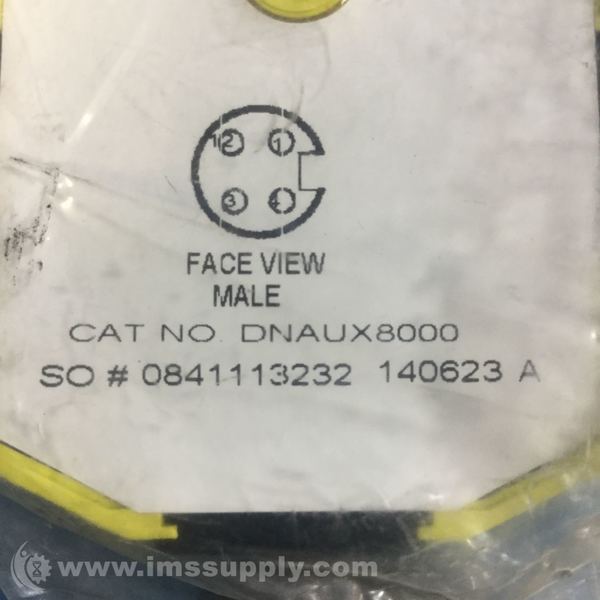 2 1
3 4
FACE VIEW
MALE
CAT NO. DNAUX8000
SO # 0841113232 140623 A
www.imssupply.com